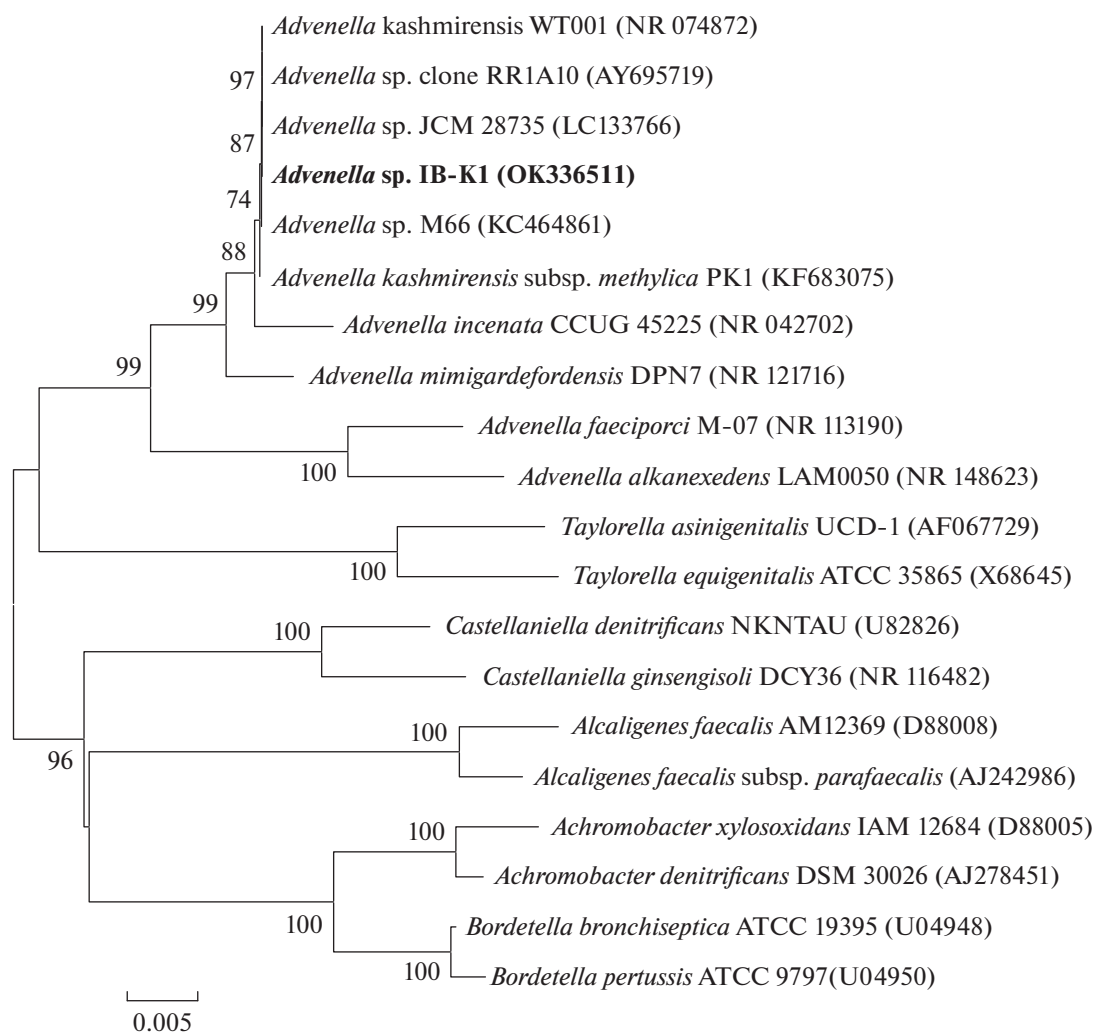 Advenella kashmirensis WT001 (NR 074872)
97
Advenella sp. clone RR1A10 (AY695719)
Advenella sp. JCM 28735 (LC133766)
87
Advenella sp. IB-K1 (OK336511)
74
Advenella sp. M66 (KC464861)
88
Advenella kashmirensis subsp. methylica PK1 (KF683075)
99
Advenella incenata CCUG 45225 (NR 042702)
99
Advenella mimigardefordensis DPN7 (NR 121716)
Advenella faeciporci M-07 (NR 113190)
100
Advenella alkanexedens LAM0050 (NR 148623)
Taylorella asinigenitalis UCD-1 (AF067729)
100
Taylorella equigenitalis ATCC 35865 (X68645)
100
Castellaniella denitrificans NKNTAU (U82826)
Castellaniella ginsengisoli DCY36 (NR 116482)
100
Alcaligenes faecalis AM12369 (D88008)
96
Alcaligenes faecalis subsp. parafaecalis (AJ242986)
100
Achromobacter xylosoxidans IAM 12684 (D88005)
Achromobacter denitrificans DSM 30026 (AJ278451)
100
Bordetella bronchiseptica ATCC 19395 (U04948)
100
Bordetella pertussis ATCC 9797(U04950)
0.005